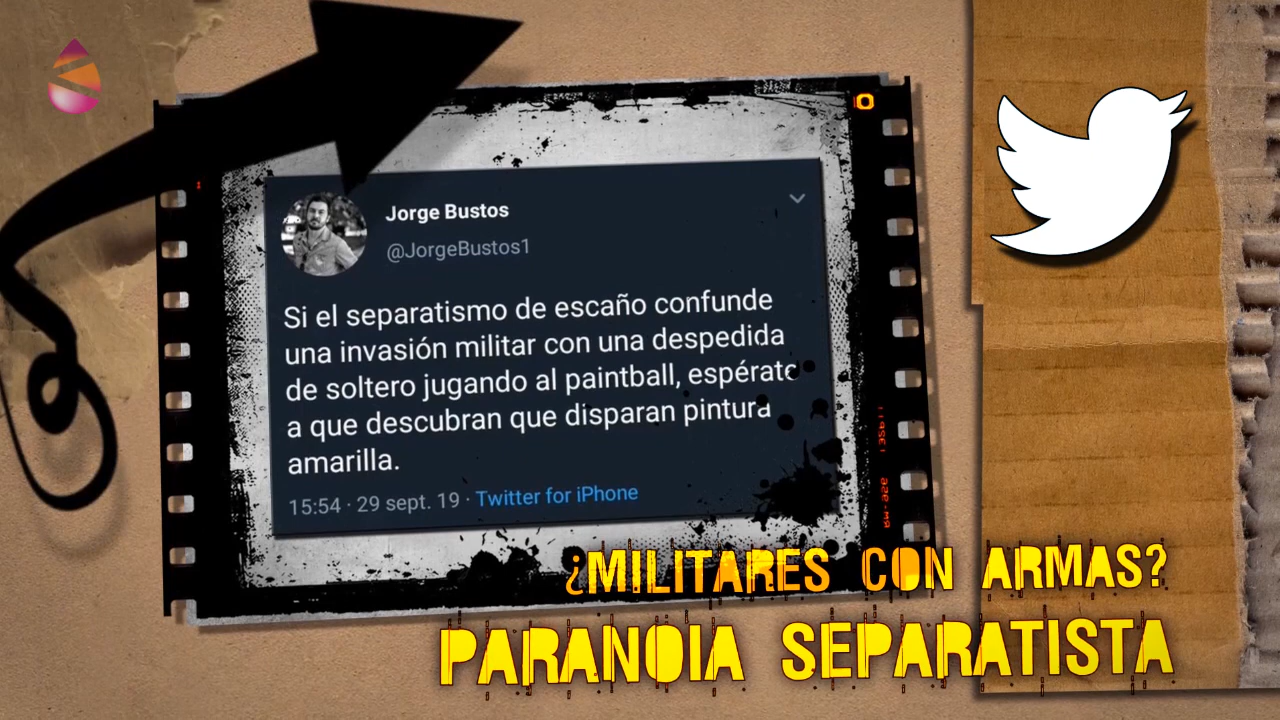 Jorge Bustos
@JorgeBustos1
Si el separatismo de escaño confunde
una invasión militar con una despedida
de soltero jugando al paintball, espérate
a que descubran que disparan pintura
amarilla.
15:54 · 29 sept. 19 · Twitter for iPhone
¿MILITARES CON ARMAS?
PARANOIA SEPARATISTA